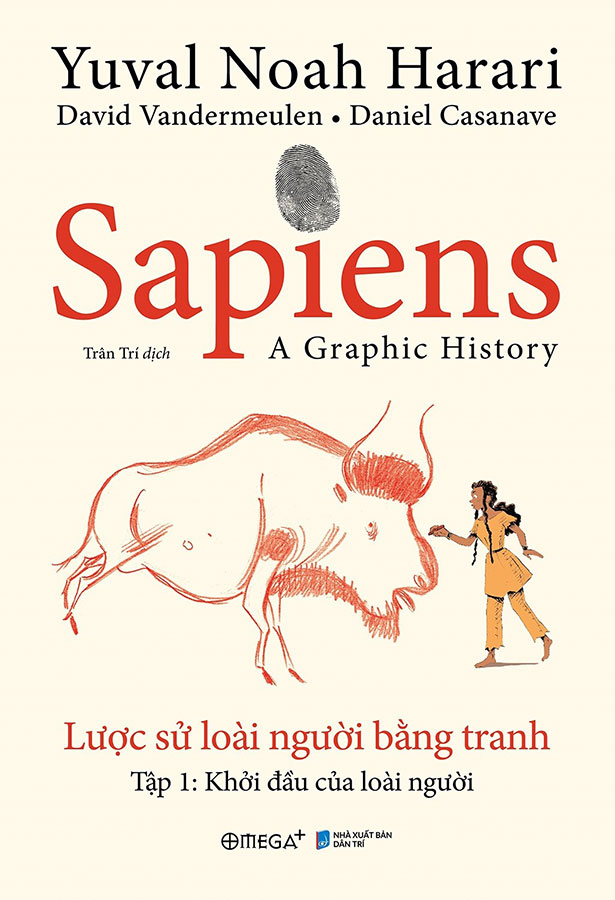 Yuval Noah Harari
David Vandermeulen • Daniel Casanave
Sapiens
Trân Trí dịch
A Graphic History
Lược sử loài người bằng tranh
Tập 1: Khởi đầu của loài người
OMEGA+
NHÀ XUẤT BẢN
DÂN TRÍ